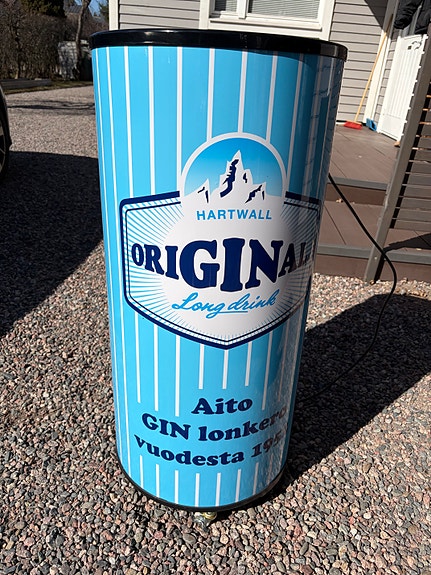 HARTWALL
ORIGINAL
Long drink
Aito
GIN lonkero
vuodesta